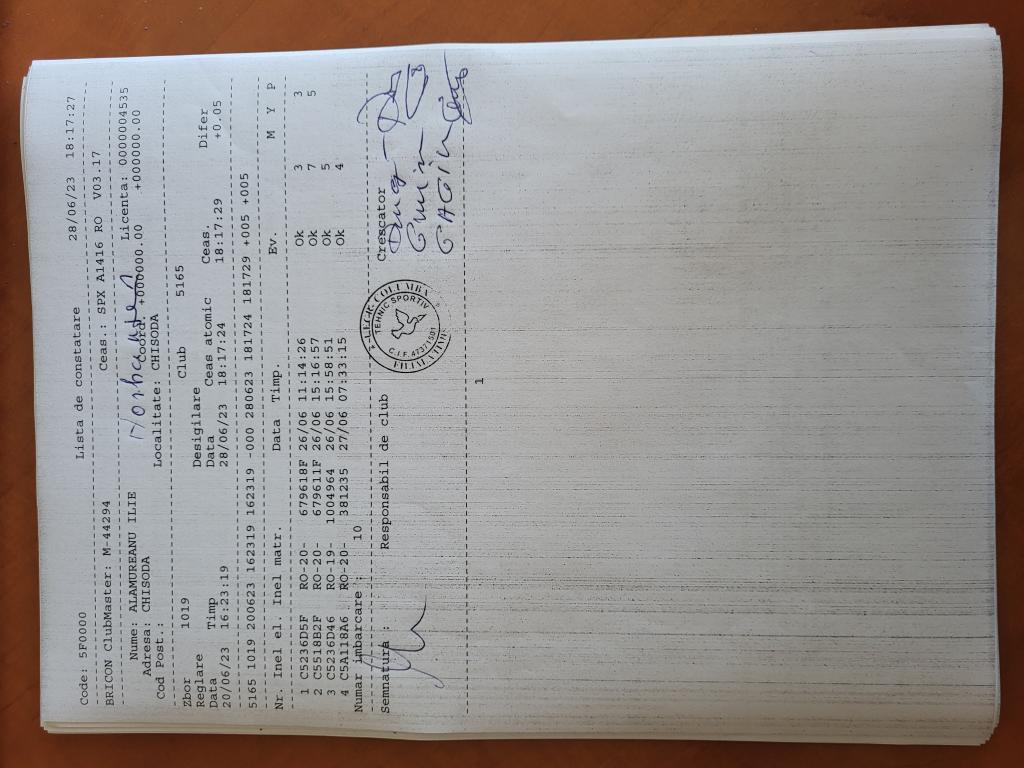 Code: 5F0000 Lista de constatare 28/06/23 18:17:27
BRICON ClubMaster: M-44294 Ceas.: SPX A1416 RO V03.17
Nume: ALAMUREANU ILIE Licenta: 0000004535
Adresa: CHISODA Coord. +000000.00 +000000.00
Cod Post.: Localitate: CHISODA
Zbor 1019 Club 5165
Reglare Desigilare
Data Timp Data Ceas atomic Ceas. Difer
20/06/23 16:23:19 28/06/23 18:17:24 18:17:29 +0.05
5165 1019 200623 162319 162319 -000 280623 181724 181729 +005 +005
Nr. Inel el. Inel matr. Data Timp. Ev. M Y P
1 C5236D5F RO-20- 679618F 26/06 11:14:26 Ok 3 3
2 C5518B2F RO-20- 679611F 26/06 15:16:57 Ok 7 5
3 C5236D46 RO-19- 1004964 26/06 15:58:51 Ok 5
4 C5A118A6 RO-20- 381235 27/06 07:33:15 Ok 4
Numar imbarcare : 10
Semnatura : Responsabil de club Crescator
COLUMBA
TEHNIC SPORTIV
C.I.F. 47371501
1